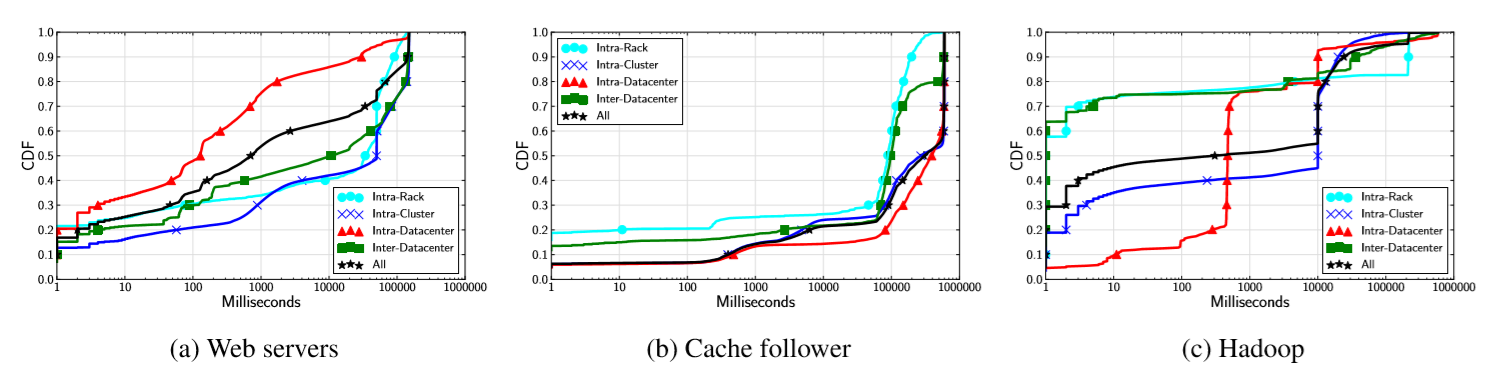 1.0
0.9
0.8
0.7
0.6
0.5
0.4
0.3
0.2
0.1
0.0
CDF
1 10 100 1000 10000 100000 1000000
Milliseconds
Intra-Rack
Intra-Cluster
Intra-Datacenter
Inter-Datacenter
All
(a) Web servers
1.0
0.9
0.8
0.7
0.6
0.5
0.4
0.3
0.2
0.1
0.0
CDF
1 10 100 1000 10000 100000 1000000
Milliseconds
Intra-Rack
Intra-Cluster
Intra-Datacenter
Inter-Datacenter
All
(b) Cache follower
1.0
0.9
0.8
0.7
0.6
0.5
0.4
0.3
0.2
0.1
0.0
CDF
1 10 100 1000 10000 100000 1000000
Milliseconds
Intra-Rack
Intra-Cluster
Intra-Datacenter
Inter-Datacenter
All
(c) Hadoop